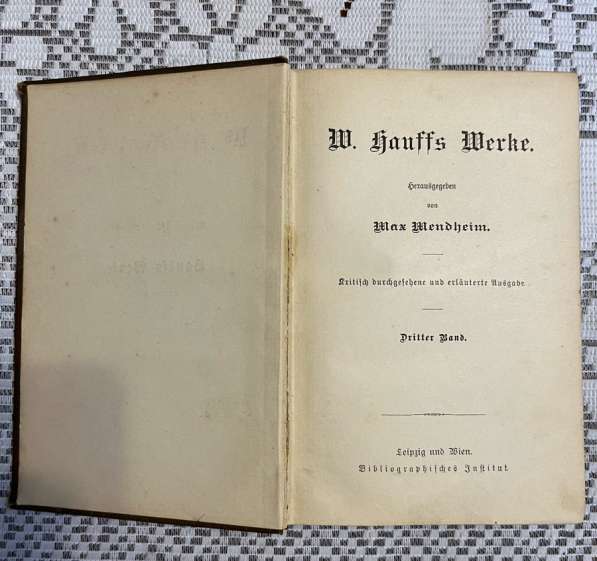 W. Hauffs Werke.
Herausgegeben
von
Max Mendheim.
Kritisch durchgesehene und erläuterte Ausgabe.
Dritter Band.
Leipzig und Wien.
Bibliographisches Institut.